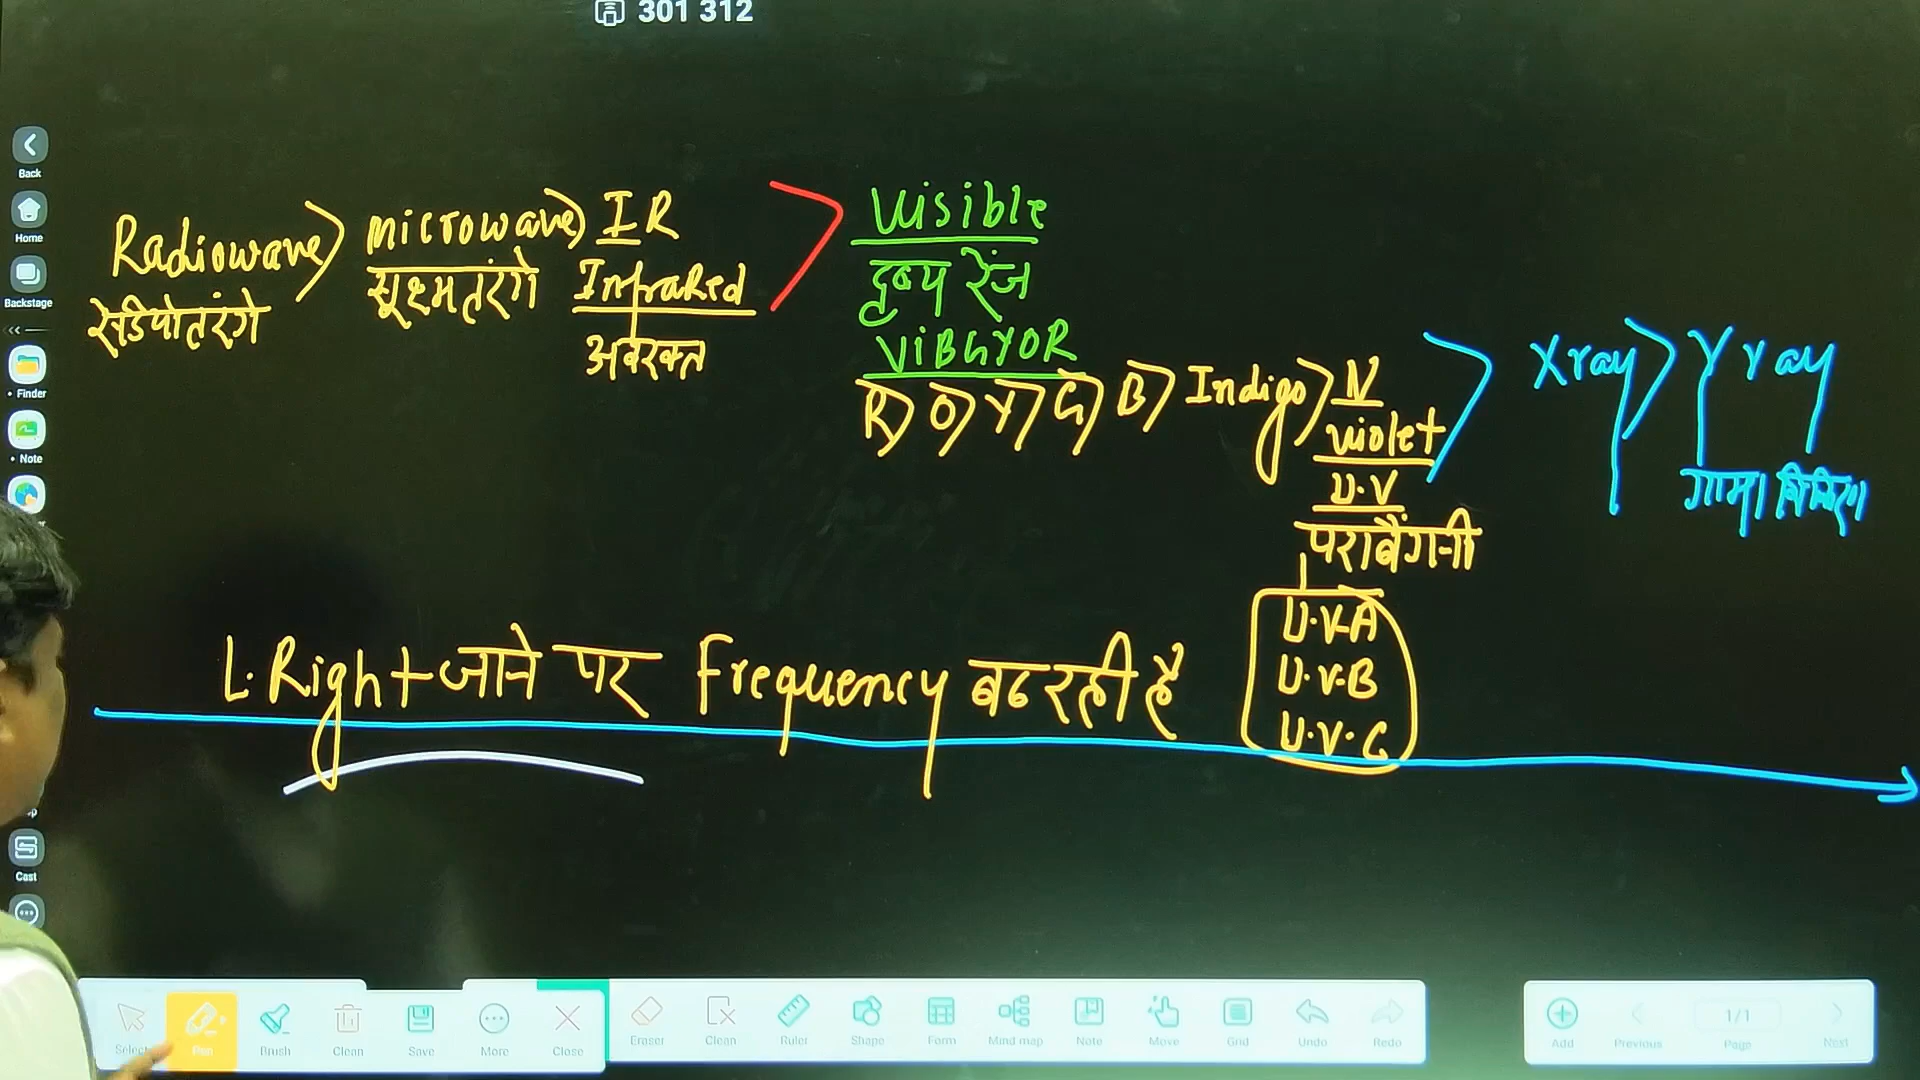 301 312
Back
Home
Backstage
Finder
Note
Cast
Radiowave > microwave > IR > Visible
रेडियोतरंगे सूक्ष्मतरंगे InfraRed दृश्य रेंज
अवरक्त VIBGYOR
R > O > Y > G > B > Indigo > V > X ray > γ ray
violet
U.V गामा
पराबैंगनी
U.V-A
U.V-B
U.V.C
L. Right जाने पर Frequency बढ रही है
Select Pen Brush Clean Save More Close Eraser Clean Ruler Shape Form Mind map Note Move Grid Undo Redo Add Previous 1/1 Page Next